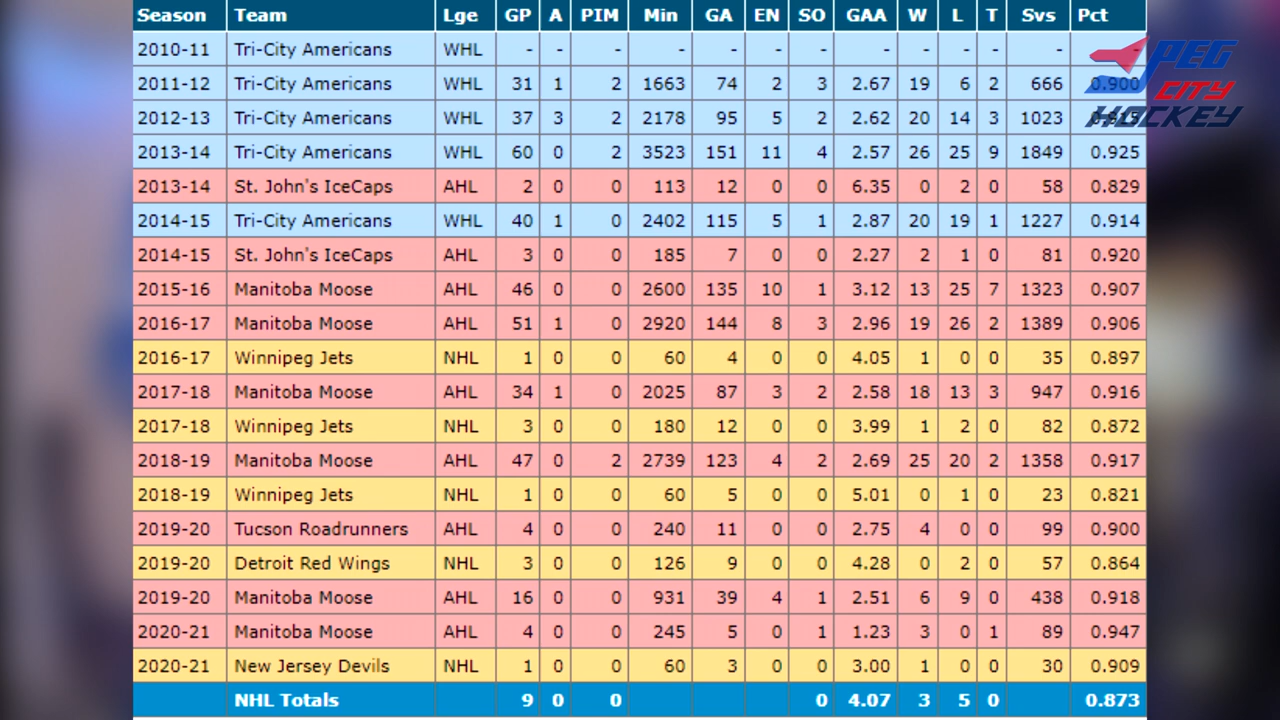 Season Team Lge GP A PIM Min GA EN SO GAA W L T Svs Pct
2010-11 Tri-City Americans WHL - - - - - - - - - - - - -
2011-12 Tri-City Americans WHL 31 1 2 1663 74 2 3 2.67 19 6 2 666 0.900
2012-13 Tri-City Americans WHL 37 3 2 2178 95 5 2 2.62 20 14 3 1023
2013-14 Tri-City Americans WHL 60 0 2 3523 151 11 4 2.57 26 25 9 1849 0.925
2013-14 St. John's IceCaps AHL 2 0 0 113 12 0 0 6.35 0 2 0 58 0.829
2014-15 Tri-City Americans WHL 40 1 0 2402 115 5 1 2.87 20 19 1 1227 0.914
2014-15 St. John's IceCaps AHL 3 0 0 185 7 0 0 2.27 2 1 0 81 0.920
2015-16 Manitoba Moose AHL 46 0 0 2600 135 10 1 3.12 13 25 7 1323 0.907
2016-17 Manitoba Moose AHL 51 1 0 2920 144 8 3 2.96 19 26 2 1389 0.906
2016-17 Winnipeg Jets NHL 1 0 0 60 4 0 0 4.05 1 0 0 35 0.897
2017-18 Manitoba Moose AHL 34 1 0 2025 87 3 2 2.58 18 13 3 947 0.916
2017-18 Winnipeg Jets NHL 3 0 0 180 12 0 0 3.99 1 2 0 82 0.872
2018-19 Manitoba Moose AHL 47 0 2 2739 123 4 2 2.69 25 20 2 1358 0.917
2018-19 Winnipeg Jets NHL 1 0 0 60 5 0 0 5.01 0 1 0 23 0.821
2019-20 Tucson Roadrunners AHL 4 0 0 240 11 0 0 2.75 4 0 0 99 0.900
2019-20 Detroit Red Wings NHL 3 0 0 126 9 0 0 4.28 0 2 0 57 0.864
2019-20 Manitoba Moose AHL 16 0 0 931 39 4 1 2.51 6 9 0 438 0.918
2020-21 Manitoba Moose AHL 4 0 0 245 5 0 1 1.23 3 0 1 89 0.947
2020-21 New Jersey Devils NHL 1 0 0 60 3 0 0 3.00 1 0 0 30 0.909
NHL Totals 9 0 0 0 4.07 3 5 0 0.873
PEG
CITY
HOCKEY